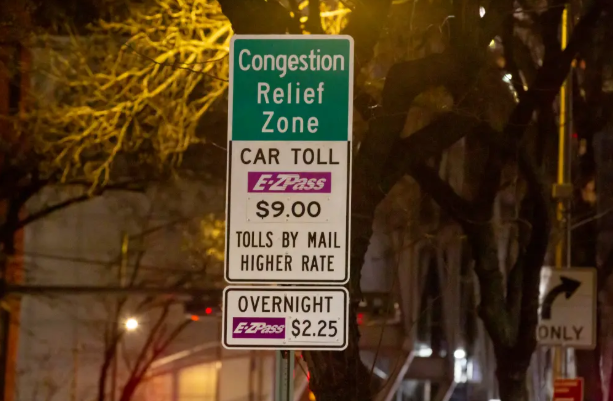 Congestion
Relief
Zone
CAR TOLL
E-ZPass
$9.00
TOLLS BY MAIL
HIGHER RATE
OVERNIGHT
E-ZPass $2.25
ONLY